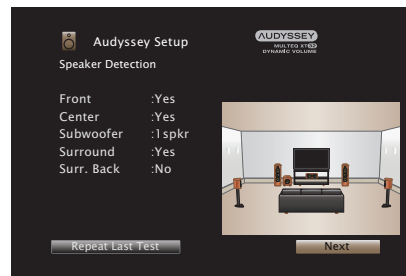 Audyssey Setup
AUDYSSEY
MULTEQ XT32
DYNAMIC VOLUME
Speaker Detection
Front :Yes
Center :Yes
Subwoofer :1spkr
Surround :Yes
Surr. Back :No
Repeat Last Test
Next